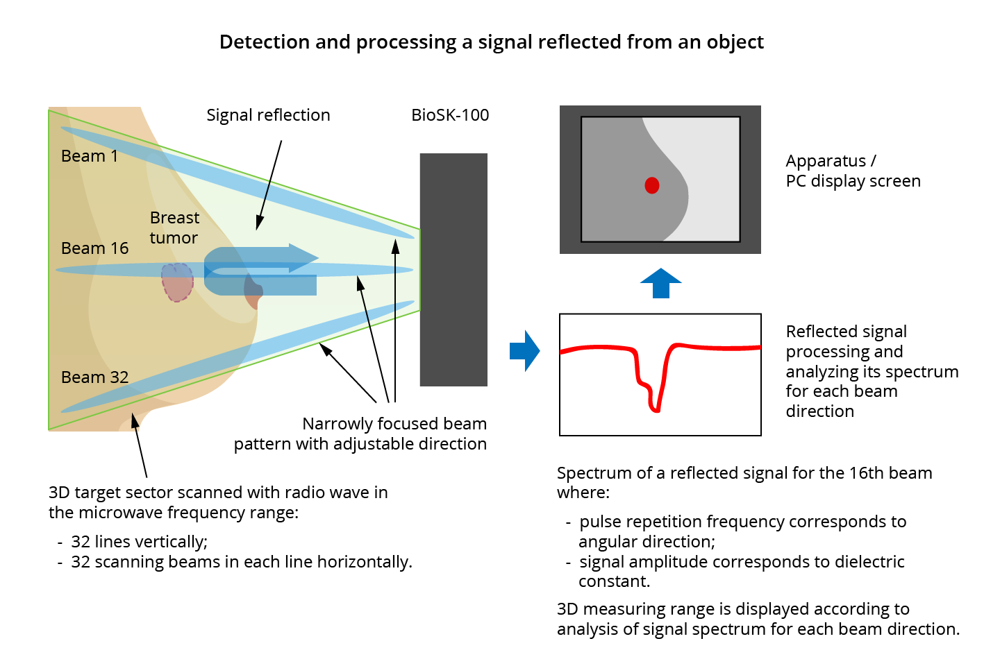 Detection and processing a signal reflected from an object
Signal reflection
BioSK-100
Beam 1
Breast
tumor
Beam 16
Beam 32
Narrowly focused beam
pattern with adjustable direction
3D target sector scanned with radio wave in
the microwave frequency range:
- 32 lines vertically;
- 32 scanning beams in each line horizontally.
Apparatus /
PC display screen
Reflected signal
processing and
analyzing its spectrum
for each beam
direction
Spectrum of a reflected signal for the 16th beam
where:
- pulse repetition frequency corresponds to
angular direction;
- signal amplitude corresponds to dielectric
constant.
3D measuring range is displayed according to
analysis of signal spectrum for each beam direction.